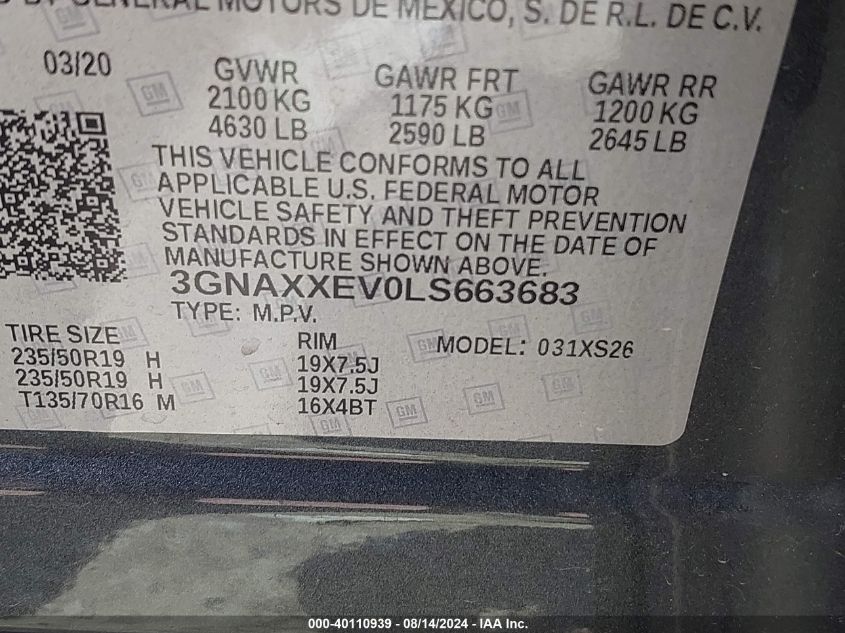 GENERAL MOTORS DE MEXICO, S. DE R.L. DE C.V.
03/20
GVWR GAWR FRT GAWR RR
2100 KG 1175 KG 1200 KG
4630 LB 2590 LB 2645 LB
THIS VEHICLE CONFORMS TO ALL
APPLICABLE U.S. FEDERAL MOTOR
VEHICLE SAFETY AND THEFT PREVENTION
STANDARDS IN EFFECT ON THE DATE OF
MANUFACTURE SHOWN ABOVE.
3GNAXXEV0LS663683
TYPE: M.P.V.
TIRE SIZE RIM MODEL: 031XS26
235/50R19 H 19X7.5J
235/50R19 H 19X7.5J
T135/70R16 M 16X4BT
000-40110939 - 08/14/2024 - IAA Inc.